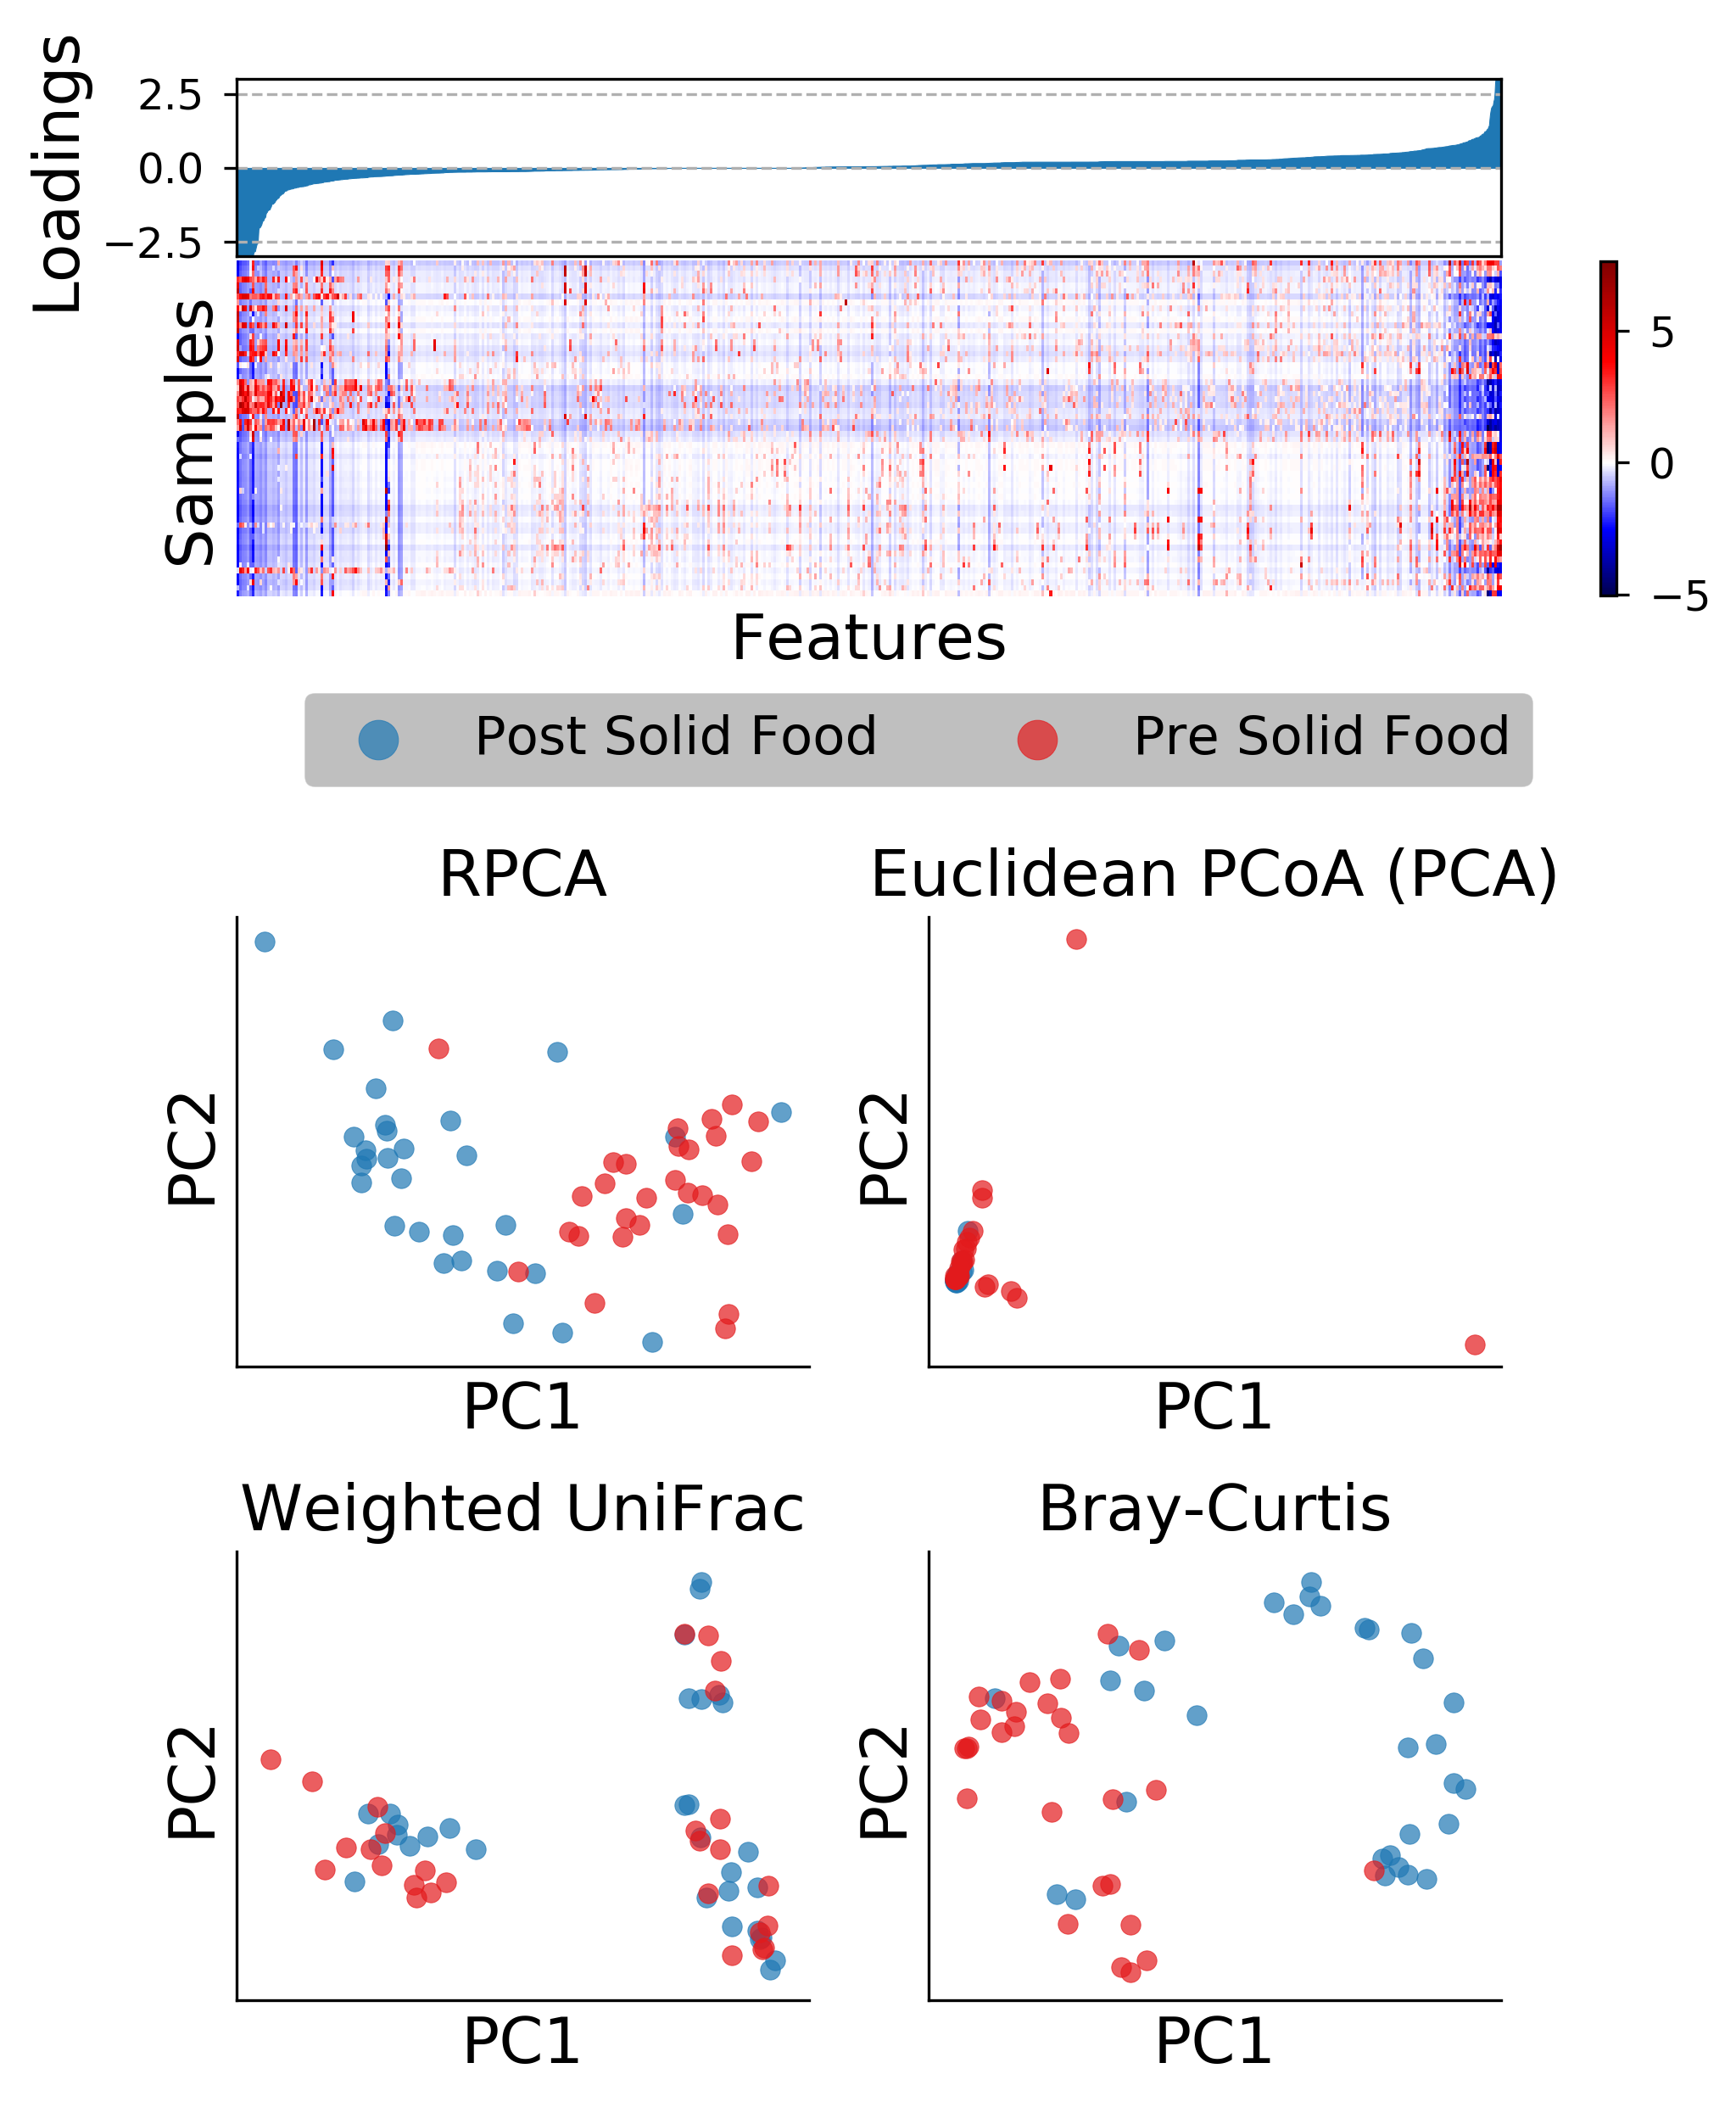 Loadings
2.5
0.0
−2.5
Samples
5
0
−5
Features
Post Solid Food
Pre Solid Food
RPCA
Euclidean PCoA (PCA)
PC2
PC2
PC1
PC1
Weighted UniFrac
Bray-Curtis
PC2
PC2
PC1
PC1